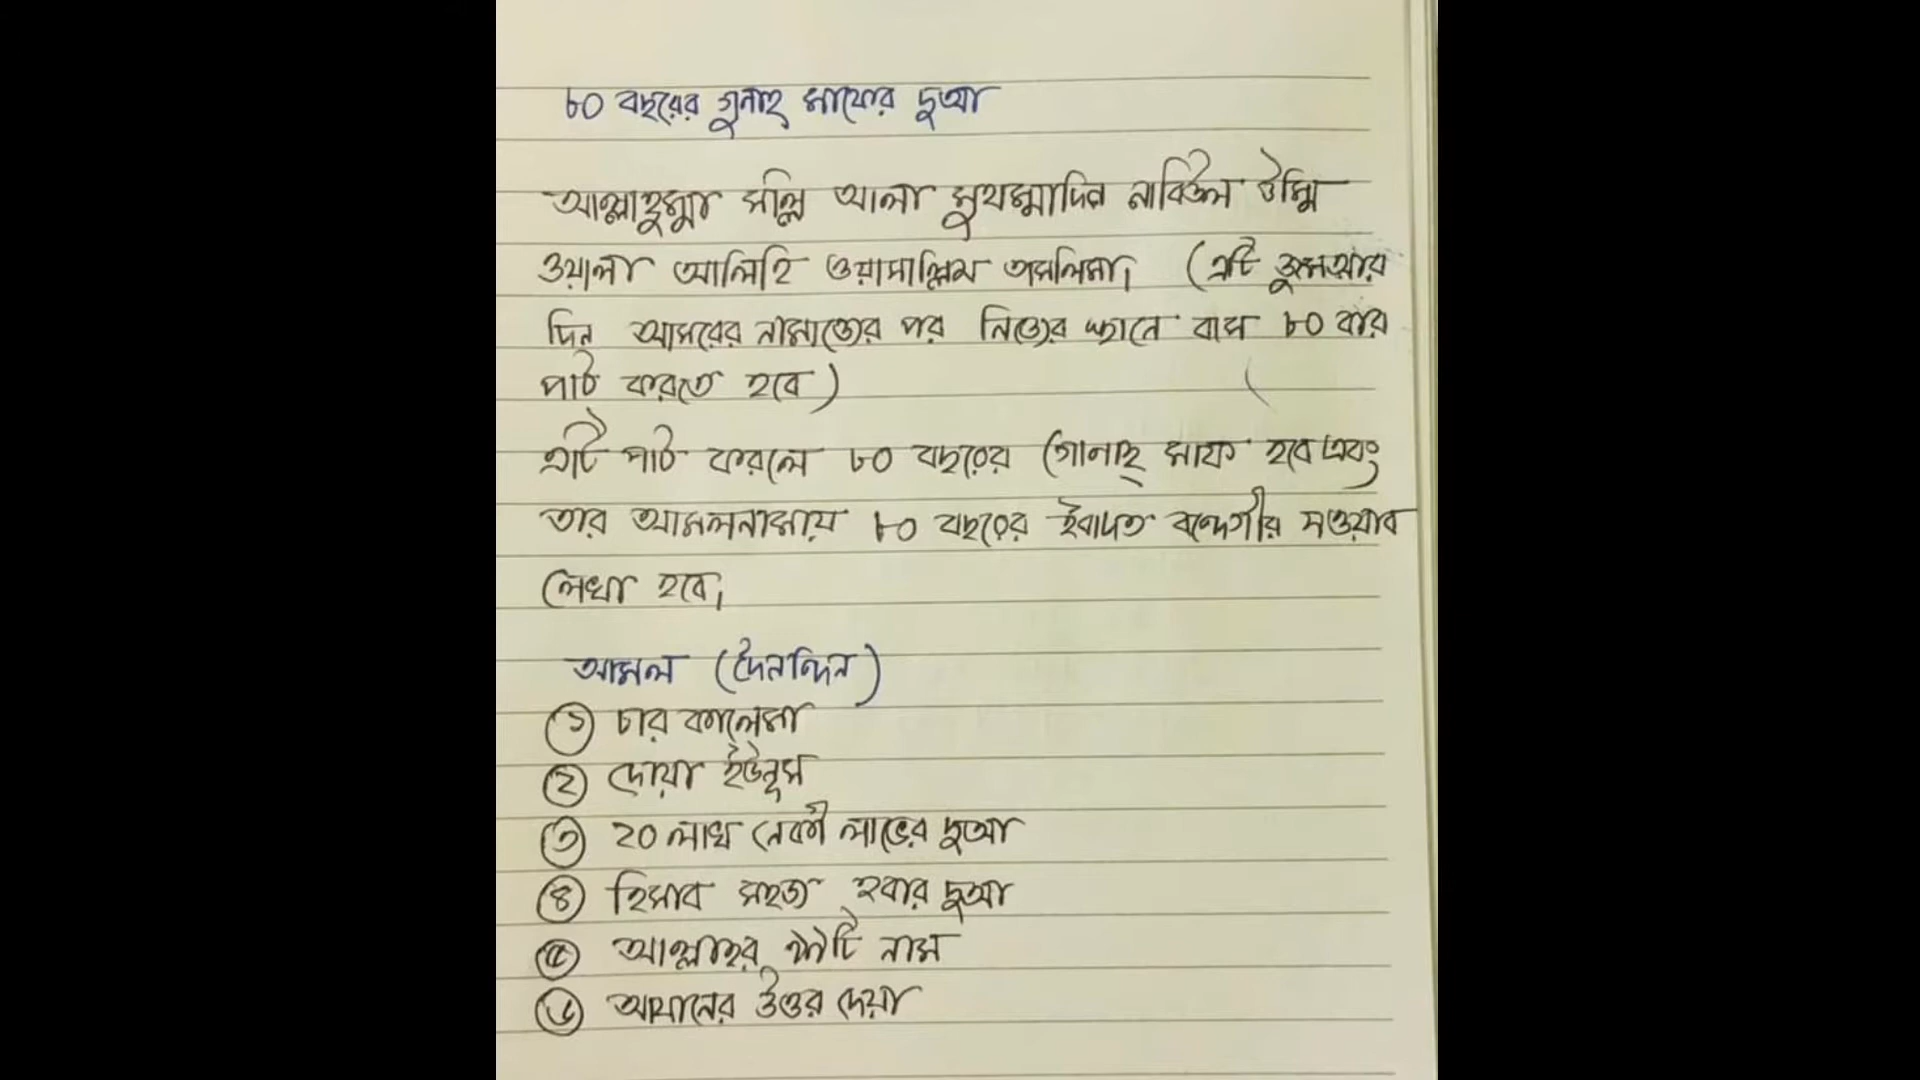 ৮০ বছরের গুনাহ মাফের দুআ
আল্লাহুম্মা সল্লি আলা মুহাম্মাদিন নাবিউল উম্মি
ওয়ালা আলিহি ওয়াসাল্লিম তাসলিমা। (এটি জুমআর
দিন আসরের নামাজের পর নিজের স্থানে বসে ৮০ বার
পাঠ করতে হবে)
এটি পাঠ করলে ৮০ বছরের গোনাহ্ মাফ হবে এবং
তার আমলনামায় ৮০ বছরের ইবাদত বন্দেগীর সওয়াব
লেখা হবে।
আমল (দৈনন্দিন)
১ চার কালেমা
২ দোয়া ইউনুস
৩ ২০ লাখ নেকী লাভের দুআ
৪ হিসাব সহজ হবার দুআ
৫ আল্লাহর ৯৯টি নাম
৬ আযানের উত্তর দেয়া